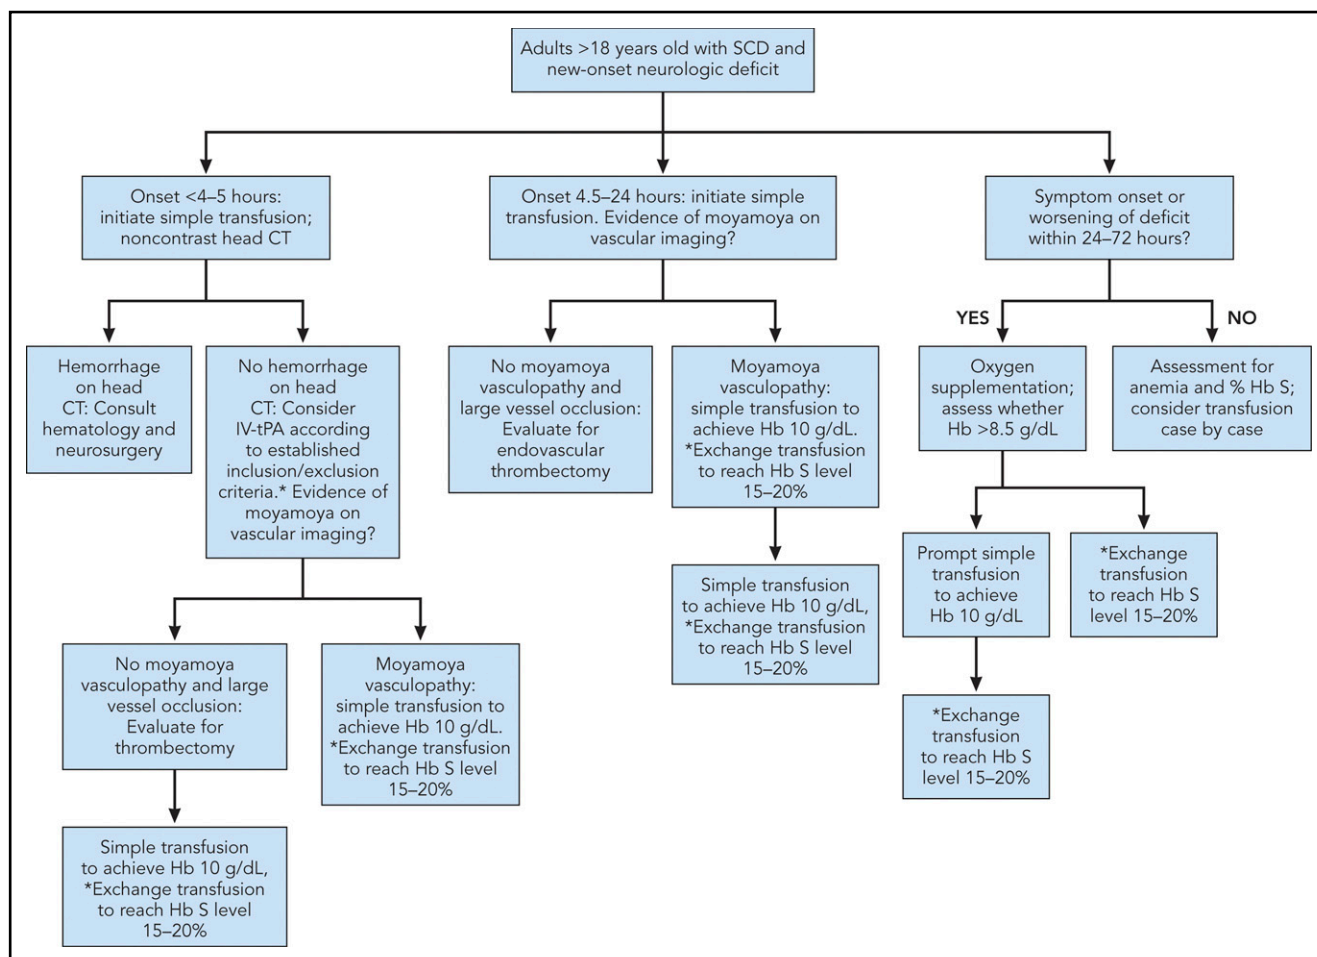 Adults >18 years old with SCD and
new-onset neurologic deficit
Onset <4–5 hours:
initiate simple transfusion;
noncontrast head CT
Onset 4.5–24 hours: initiate simple
transfusion. Evidence of moyamoya on
vascular imaging?
Symptom onset or
worsening of deficit
within 24–72 hours?
YES
NO
Hemorrhage
on head
CT: Consult
hematology and
neurosurgery
No hemorrhage
on head
CT: Consider
IV-tPA according
to established
inclusion/exclusion
criteria.* Evidence of
moyamoya on
vascular imaging?
No moyamoya
vasculopathy and
large vessel occlusion:
Evaluate for
endovascular
thrombectomy
Moyamoya
vasculopathy:
simple transfusion to
achieve Hb 10 g/dL.
*Exchange transfusion
to reach Hb S level
15–20%
Oxygen
supplementation;
assess whether
Hb >8.5 g/dL
Assessment for
anemia and % Hb S;
consider transfusion
case by case
Prompt simple
transfusion
to achieve
Hb 10 g/dL
*Exchange
transfusion
to reach Hb S
level 15–20%
Simple transfusion
to achieve Hb 10 g/dL,
*Exchange transfusion
to reach Hb S level
15–20%
No moyamoya
vasculopathy and large
vessel occlusion:
Evaluate for
thrombectomy
Moyamoya
vasculopathy:
simple transfusion to
achieve Hb 10 g/dL.
*Exchange transfusion
to reach Hb S level
15–20%
*Exchange
transfusion
to reach Hb S
level 15–20%
Simple transfusion
to achieve Hb 10 g/dL,
*Exchange transfusion
to reach Hb S level
15–20%